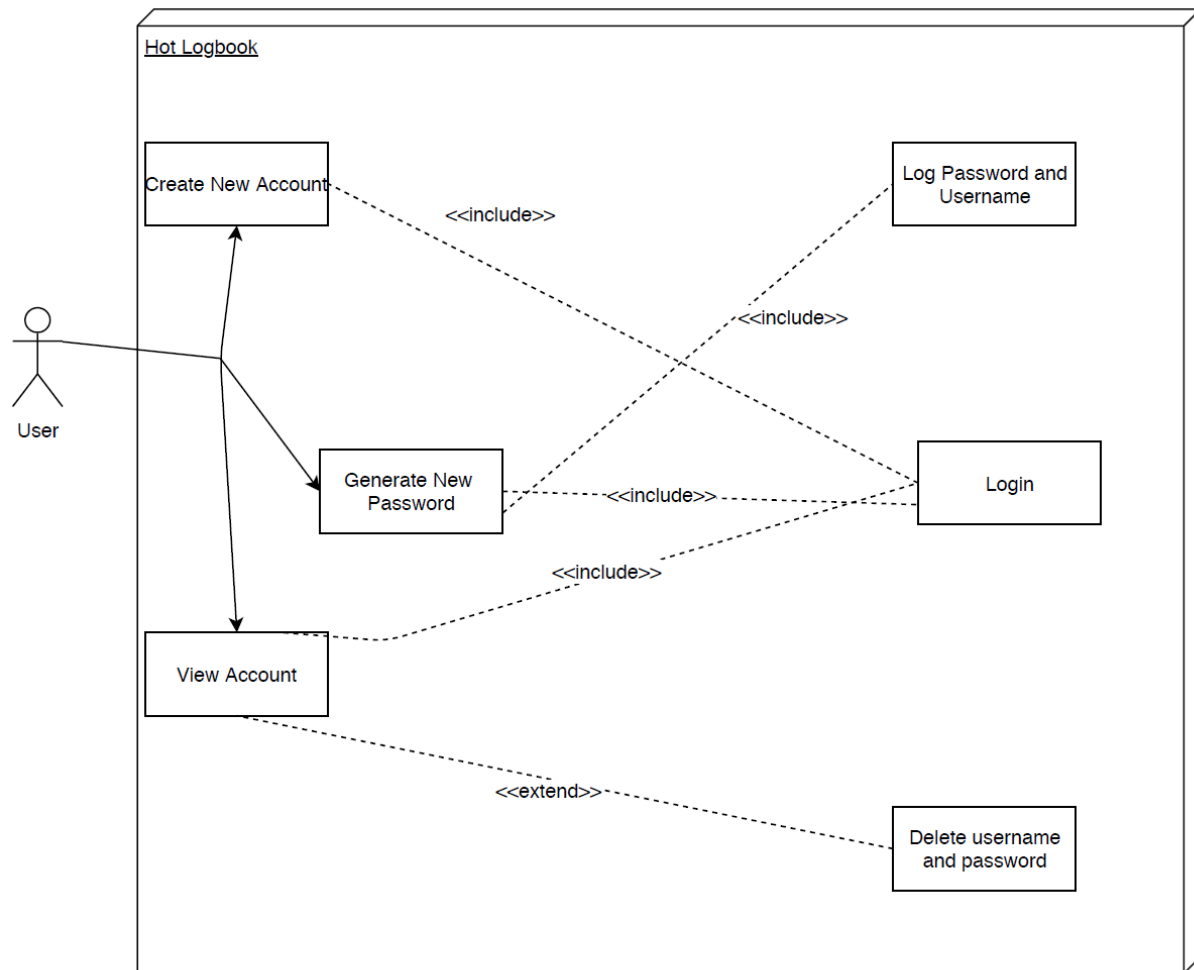 Hot Logbook
Create New Account
Log Password and
Username
<<include>>
<<include>>
User
Generate New
Password
<<include>>
Login
<<include>>
View Account
<<extend>>
Delete username
and password